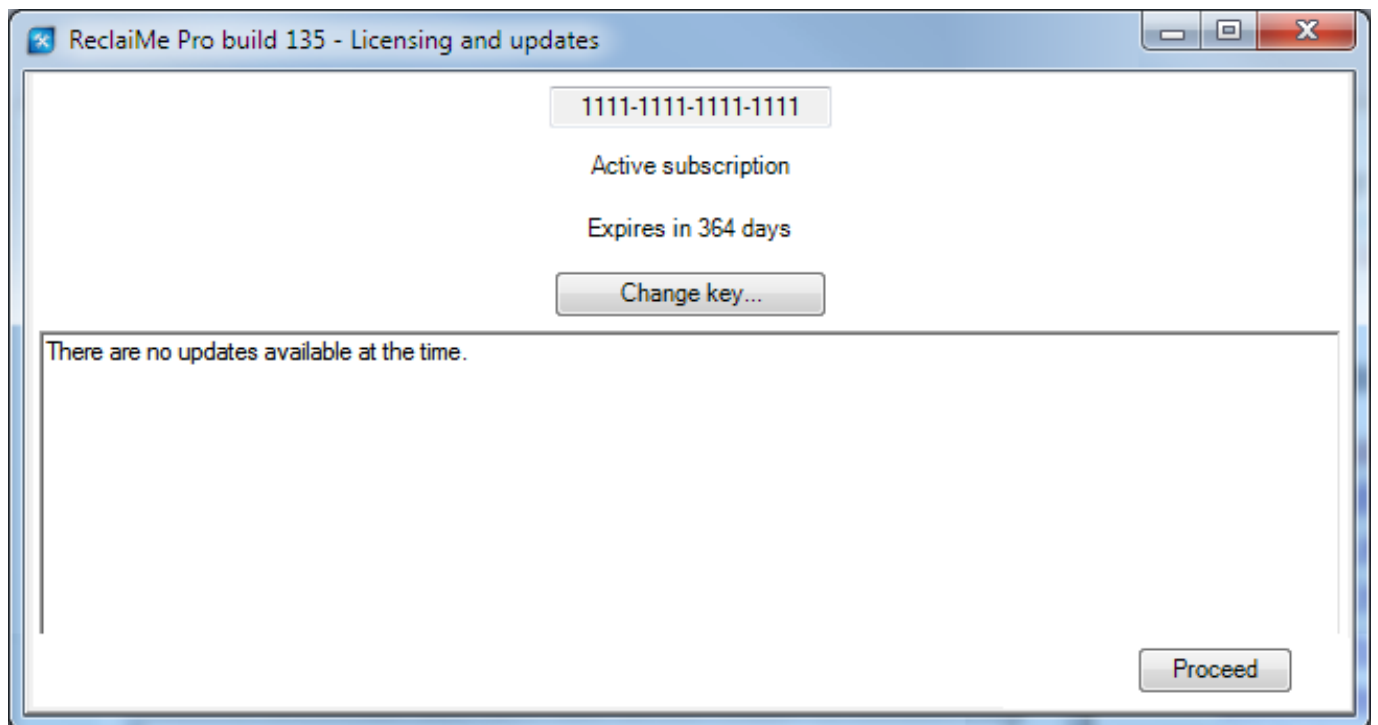 ReclaiMe Pro build 135 - Licensing and updates
1111-1111-1111-1111
Active subscription
Expires in 364 days
Change key...
There are no updates available at the time.
Proceed